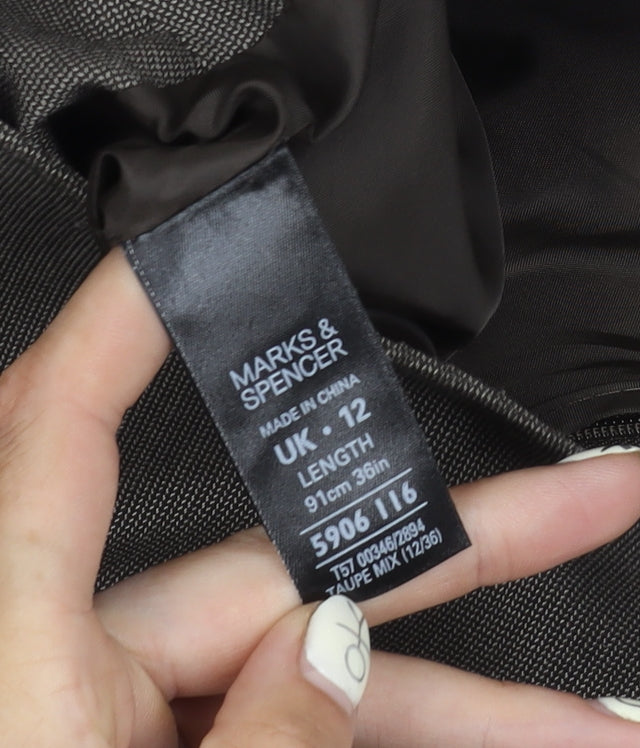 MARKS &
SPENCER
MADE IN CHINA
UK • 12
LENGTH
91cm 36in
5906 116
T57 00346/2894
TAUPE MIX (12/36)